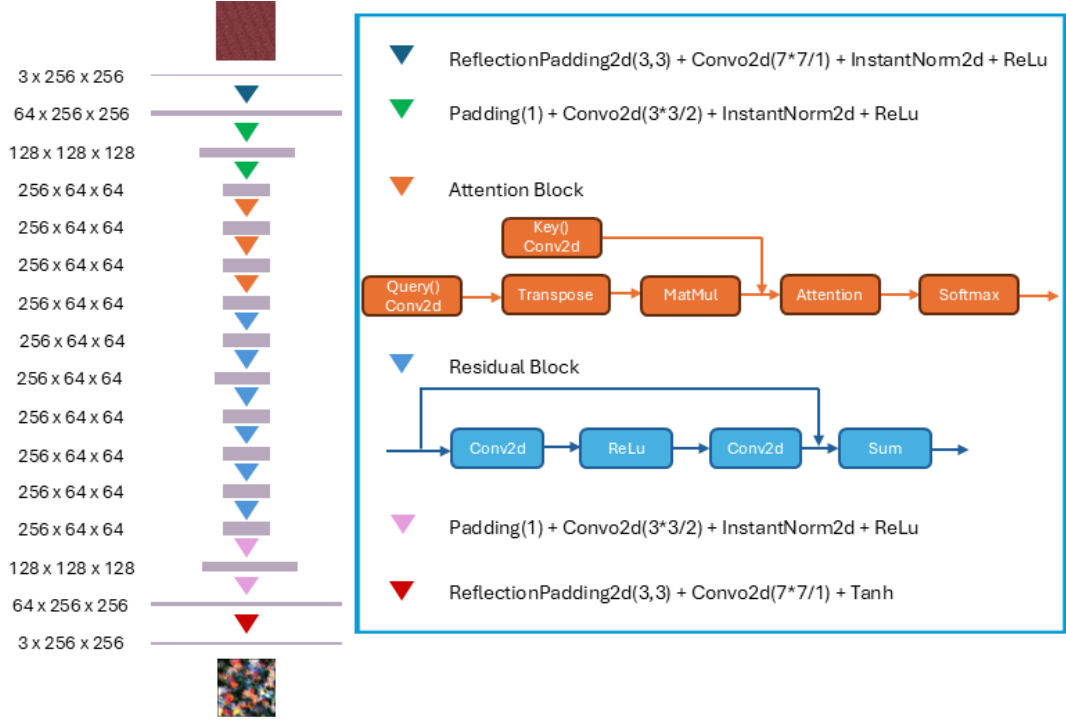 3 x 256 x 256
64 x 256 x 256
128 x 128 x 128
256 x 64 x 64
256 x 64 x 64
256 x 64 x 64
256 x 64 x 64
256 x 64 x 64
256 x 64 x 64
256 x 64 x 64
256 x 64 x 64
256 x 64 x 64
256 x 64 x 64
128 x 128 x 128
64 x 256 x 256
3 x 256 x 256
ReflectionPadding2d(3,3) + Convo2d(7*7/1) + InstantNorm2d + ReLu
Padding(1) + Convo2d(3*3/2) + InstantNorm2d + ReLu
Attention Block
Key()
Conv2d
Query()
Conv2d
Transpose
MatMul
Attention
Softmax
Residual Block
Conv2d
ReLu
Conv2d
Sum
Padding(1) + Convo2d(3*3/2) + InstantNorm2d + ReLu
ReflectionPadding2d(3,3) + Convo2d(7*7/1) + Tanh